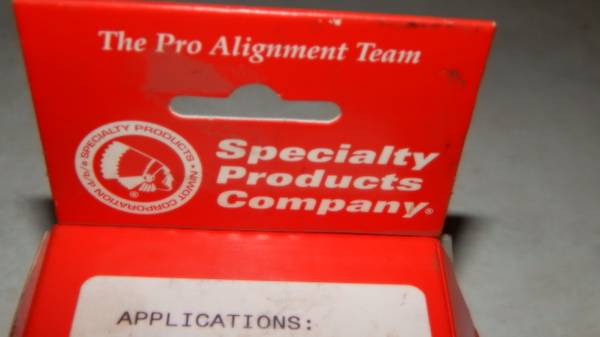 The Pro Alignment Team
SPECIALTY PRODUCTS • NIWOT CORPORATION d/b/a
®
Specialty
Products
Company®
APPLICATIONS: